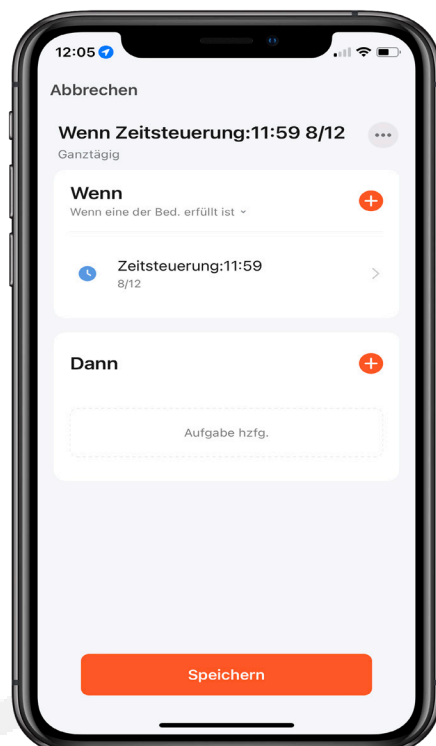 12:05
Abbrechen
Wenn Zeitsteuerung:11:59 8/12
Ganztägig
Wenn
Wenn eine der Bed. erfüllt ist
Zeitsteuerung:11:59
8/12
Dann
Aufgabe hzfg.
Speichern